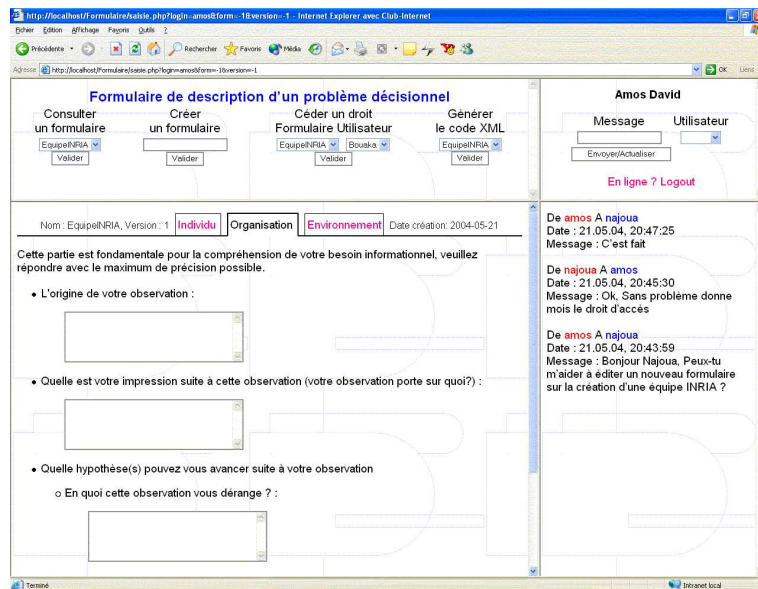 http://localhost/Formulaire/saisie.php?login=amos&form=-1&version=-1 - Internet Explorer avec Club-Internet
Fichier Edition Affichage Favoris Outils ?
Précédente Rechercher Favoris Média
Adresse http://localhost/Formulaire/saisie.php?login=amos&form=-1&version=-1 OK Liens
Formulaire de description d'un problème décisionnel
Consulter un formulaire
EquipeINRIA
Valider
Créer un formulaire
Valider
Céder un droit
Formulaire Utilisateur
EquipeINRIA Bouaka
Valider
Générer le code XML
EquipeINRIA
Valider
Amos David
Message Utilisateur
Envoyer/Actualiser
En ligne ? Logout
Nom : EquipeINRIA, Version : 1 Individu Organisation Environnement Date création: 2004-05-21
Cette partie est fondamentale pour la compréhension de votre besoin informationnel, veuillez
répondre avec le maximum de précision possible.
• L'origine de votre observation :
• Quelle est votre impression suite à cette observation (votre observation porte sur quoi?) :
• Quelle hypothèse(s) pouvez vous avancer suite à votre observation
o En quoi cette observation vous dérange ? :
De amos A najoua
Date : 21.05.04, 20:47:25
Message : C'est fait
De najoua A amos
Date : 21.05.04, 20:45:30
Message : Ok, Sans problème donne
mois le droit d'accès
De amos A najoua
Date : 21.05.04, 20:43:59
Message : Bonjour Najoua, Peux-tu
m'aider à éditer un nouveau formulaire
sur la création d'une équipe INRIA ?
Terminé
Intranet local